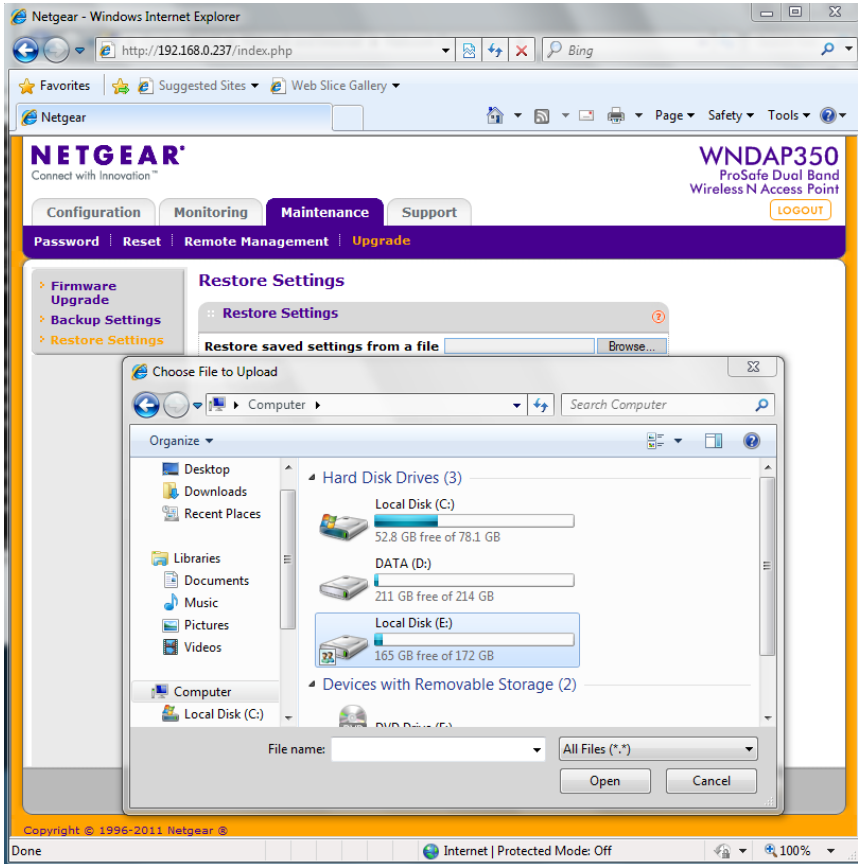 Netgear - Windows Internet Explorer
http://192.168.0.237/index.php
Bing
Favorites Suggested Sites Web Slice Gallery
Netgear Page Safety Tools
NETGEAR®
Connect with Innovation™
WNDAP350
ProSafe Dual Band
Wireless N Access Point
LOGOUT
Configuration Monitoring Maintenance Support
Password Reset Remote Management Upgrade
Firmware
Upgrade
Backup Settings
Restore Settings
Restore Settings
Restore Settings
Restore saved settings from a file Browse...
Choose File to Upload
Computer Search Computer
Organize
Desktop
Downloads
Recent Places
Libraries
Documents
Music
Pictures
Videos
Computer
Local Disk (C:)
Hard Disk Drives (3)
Local Disk (C:)
52.8 GB free of 78.1 GB
DATA (D:)
211 GB free of 214 GB
Local Disk (E:)
165 GB free of 172 GB
Devices with Removable Storage (2)
DVD Drive (F:)
File name: All Files (*.*)
Open Cancel
Copyright © 1996-2011 Netgear ®
Done Internet | Protected Mode: Off 100%